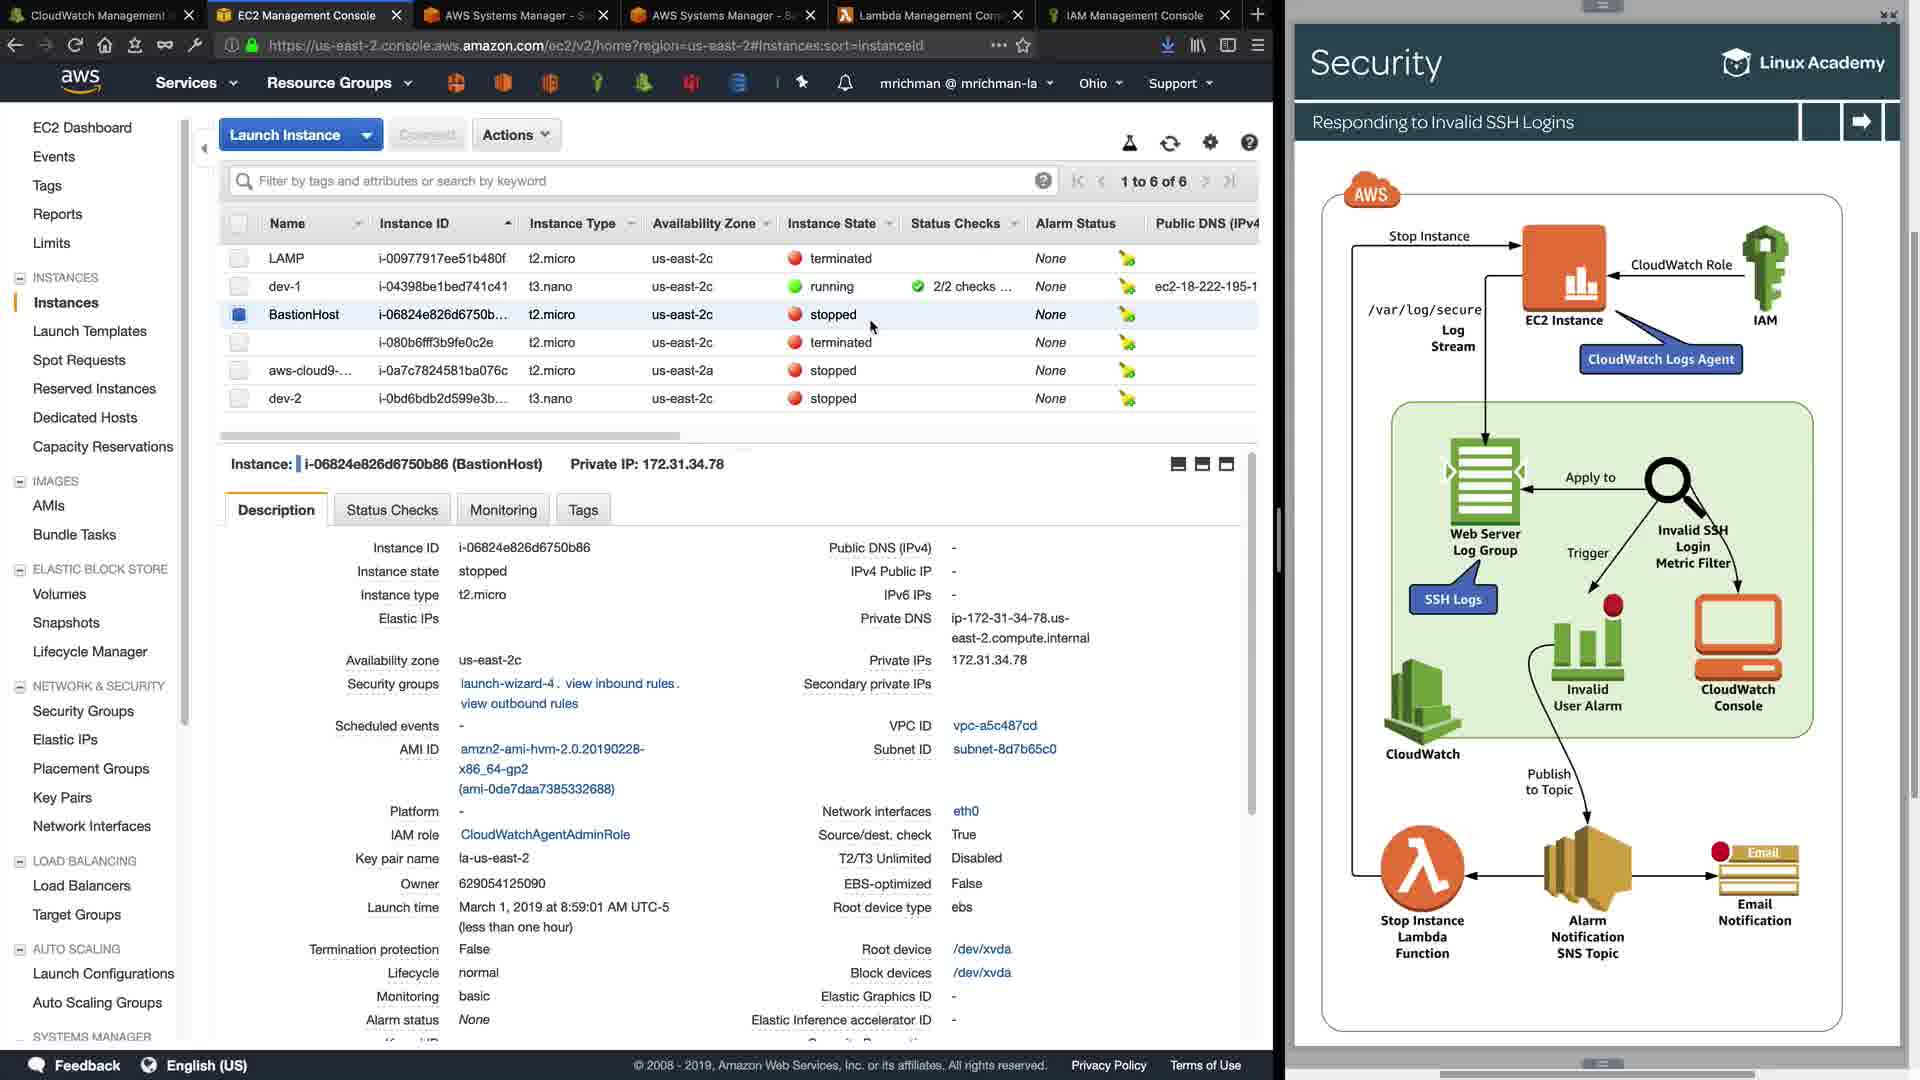 CloudWatch Management
EC2 Management Console
AWS Systems Manager - S
AWS Systems Manager - Se
Lambda Management Con
IAM Management Console
https://us-east-2.console.aws.amazon.com/ec2/v2/home?region=us-east-2#Instances:sort=instanceId
aws
Services
Resource Groups
mrichman @ mrichman-la
Ohio
Support
EC2 Dashboard
Events
Tags
Reports
Limits
INSTANCES
Instances
Launch Templates
Spot Requests
Reserved Instances
Dedicated Hosts
Capacity Reservations
IMAGES
AMIs
Bundle Tasks
ELASTIC BLOCK STORE
Volumes
Snapshots
Lifecycle Manager
NETWORK & SECURITY
Security Groups
Elastic IPs
Placement Groups
Key Pairs
Network Interfaces
LOAD BALANCING
Load Balancers
Target Groups
AUTO SCALING
Launch Configurations
Auto Scaling Groups
SYSTEMS MANAGER
Launch Instance
Connect
Actions
Filter by tags and attributes or search by keyword
1 to 6 of 6
Name Instance ID Instance Type Availability Zone Instance State Status Checks Alarm Status Public DNS (IPv4
LAMP i-00977917ee51b480f t2.micro us-east-2c terminated None
dev-1 i-04398be1bed741c41 t3.nano us-east-2c running 2/2 checks ... None ec2-18-222-195-1
BastionHost i-06824e826d6750b... t2.micro us-east-2c stopped None
i-080b6fff3b9fe0c2e t2.micro us-east-2c terminated None
aws-cloud9-... i-0a7c7824581ba076c t2.micro us-east-2a stopped None
dev-2 i-0bd6bdb2d599e3b... t3.nano us-east-2c stopped None
Instance: i-06824e826d6750b86 (BastionHost) Private IP: 172.31.34.78
Description
Status Checks
Monitoring
Tags
Instance ID i-06824e826d6750b86
Instance state stopped
Instance type t2.micro
Elastic IPs
Availability zone us-east-2c
Security groups launch-wizard-4. view inbound rules.
view outbound rules
Scheduled events -
AMI ID amzn2-ami-hvm-2.0.20190228-
x86_64-gp2
(ami-0de7daa7385332688)
Platform -
IAM role CloudWatchAgentAdminRole
Key pair name la-us-east-2
Owner 629054125090
Launch time March 1, 2019 at 8:59:01 AM UTC-5
(less than one hour)
Termination protection False
Lifecycle normal
Monitoring basic
Alarm status None
Public DNS (IPv4) -
IPv4 Public IP -
IPv6 IPs -
Private DNS ip-172-31-34-78.us-
east-2.compute.internal
Private IPs 172.31.34.78
Secondary private IPs
VPC ID vpc-a5c487cd
Subnet ID subnet-8d7b65c0
Network interfaces eth0
Source/dest. check True
T2/T3 Unlimited Disabled
EBS-optimized False
Root device type ebs
Root device /dev/xvda
Block devices /dev/xvda
Elastic Graphics ID -
Elastic Inference accelerator ID -
Feedback
English (US)
© 2008 - 2019, Amazon Web Services, Inc. or its affiliates. All rights reserved.
Privacy Policy
Terms of Use
Security
Linux Academy
Responding to Invalid SSH Logins
AWS
Stop Instance
CloudWatch Role
/var/log/secure
Log
Stream
EC2 Instance
IAM
CloudWatch Logs Agent
Apply to
Web Server
Log Group
Invalid SSH
Login
Metric Filter
Trigger
SSH Logs
Invalid
User Alarm
CloudWatch
Console
CloudWatch
Publish
to Topic
Email
Stop Instance
Lambda
Function
Alarm
Notification
SNS Topic
Email
Notification